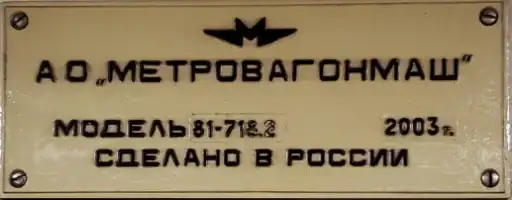 АО „МЕТРОВАГОНМАШ“
МОДЕЛЬ 81-718.2 2003 г.
СДЕЛАНО В РОССИИ